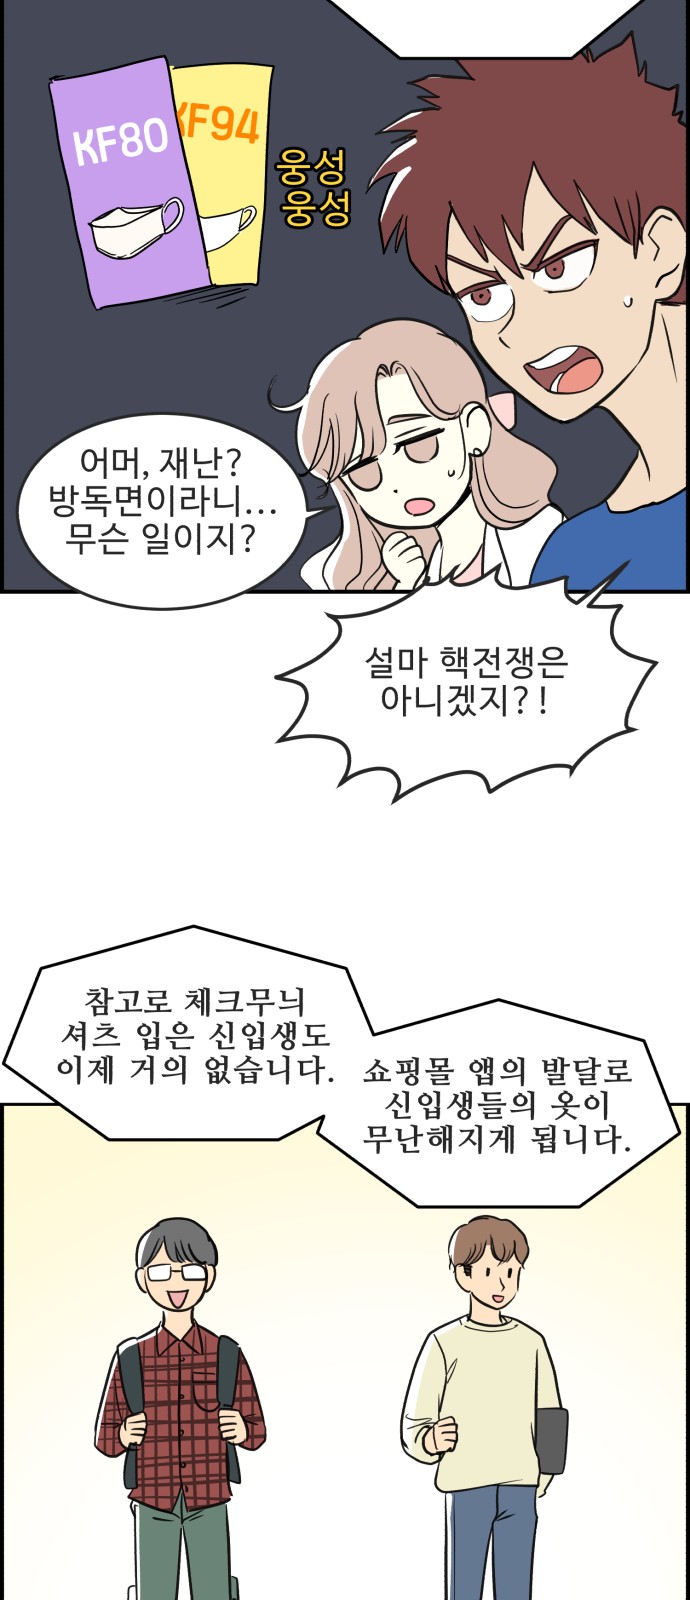 KF80
KF94
웅성
웅성
어머, 재난?
방독면이라니...
무슨 일이지?
설마 핵전쟁은
아니겠지?!
참고로 체크무늬
셔츠 입은 신입생도
이제 거의 없습니다.
쇼핑몰 앱의 발달로
신입생들의 옷이
무난해지게 됩니다.